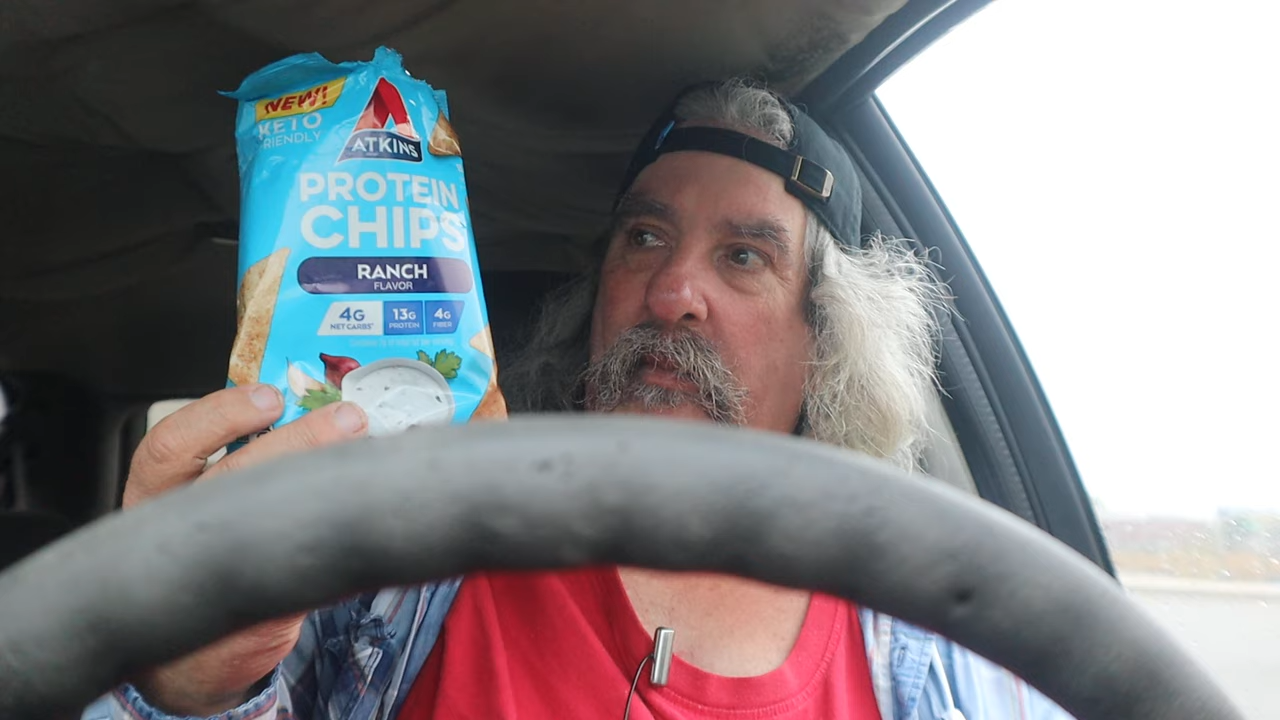 NEW!
KETO
FRIENDLY
ATKINS
PROTEIN
CHIPS
RANCH
FLAVOR
4G 13G 4G
NET CARBS* PROTEIN FIBER